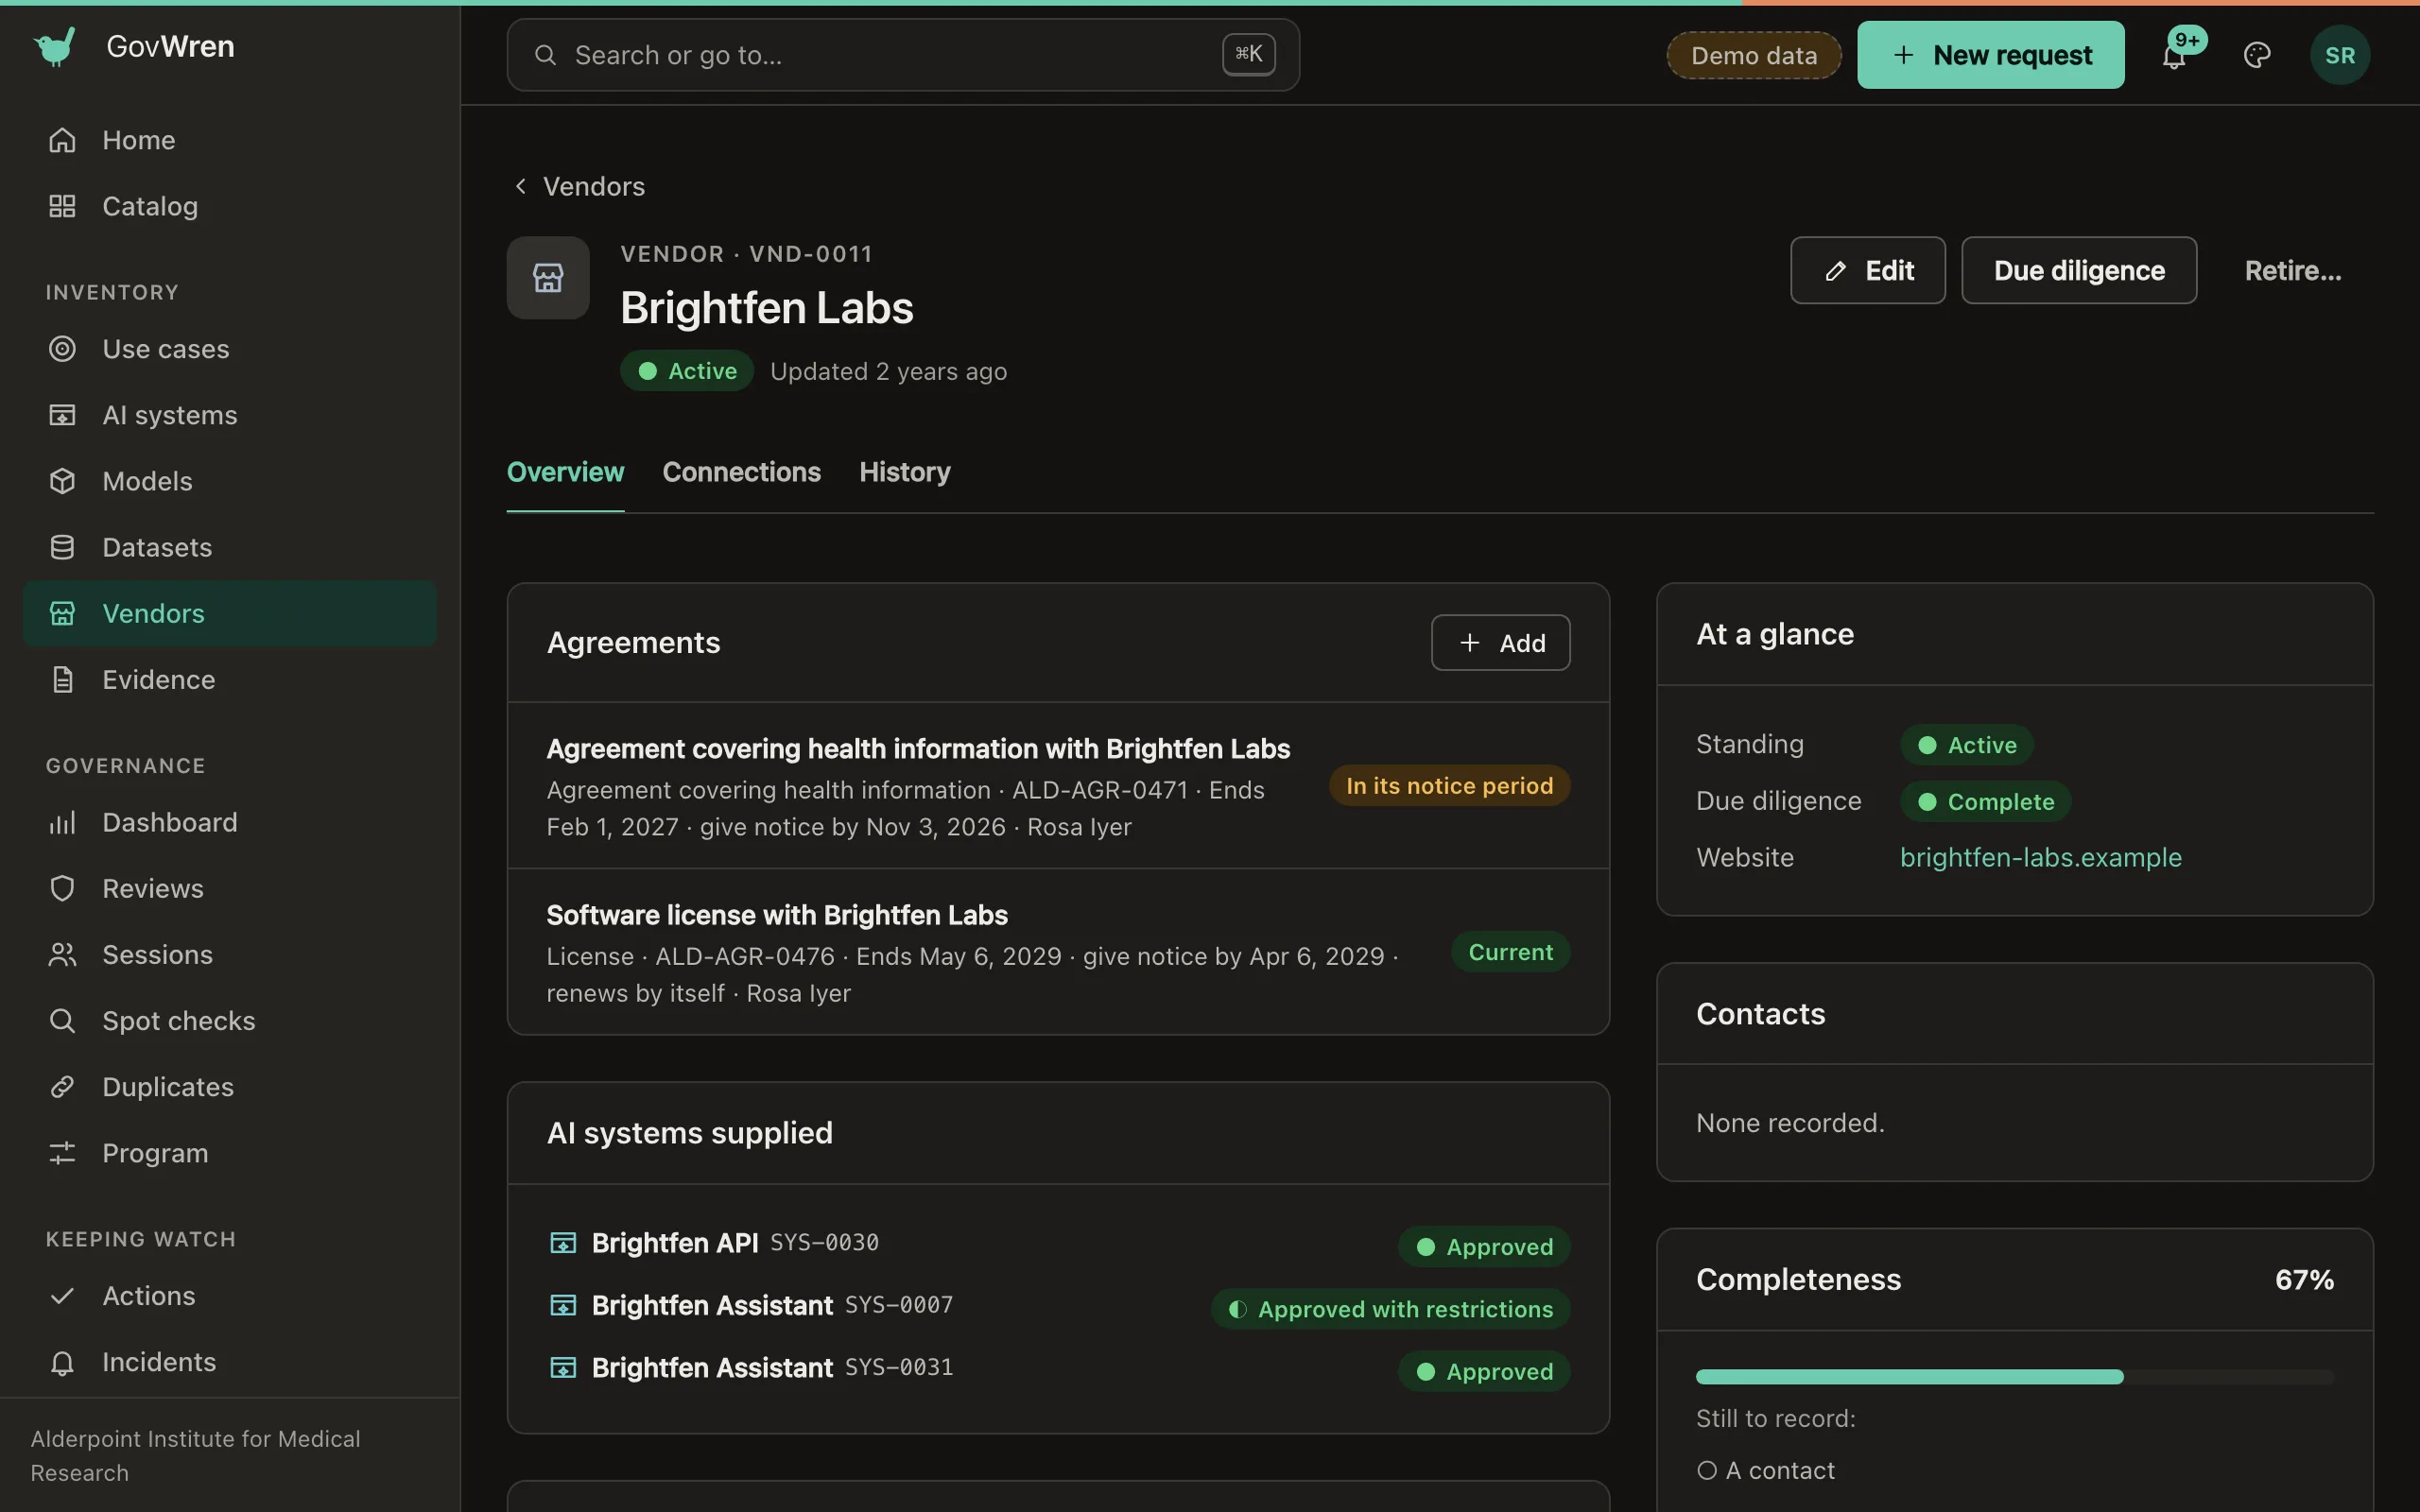 GovWren
Search or go to...
⌘K
Demo data
+ New request
9+
SR
Home
Catalog
INVENTORY
Use cases
AI systems
Models
Datasets
Vendors
Evidence
GOVERNANCE
Dashboard
Reviews
Sessions
Spot checks
Duplicates
Program
KEEPING WATCH
Actions
Incidents
Alderpoint Institute for Medical
Research
Vendors
VENDOR · VND-0011
Brightfen Labs
Active
Updated 2 years ago
Edit
Due diligence
Retire...
Overview
Connections
History
Agreements
+ Add
Agreement covering health information with Brightfen Labs
Agreement covering health information · ALD-AGR-0471 · Ends
Feb 1, 2027 · give notice by Nov 3, 2026 · Rosa Iyer
In its notice period
Software license with Brightfen Labs
License · ALD-AGR-0476 · Ends May 6, 2029 · give notice by Apr 6, 2029 ·
renews by itself · Rosa Iyer
Current
AI systems supplied
Brightfen API SYS-0030
Approved
Brightfen Assistant SYS-0007
Approved with restrictions
Brightfen Assistant SYS-0031
Approved
At a glance
Standing
Active
Due diligence
Complete
Website
brightfen-labs.example
Contacts
None recorded.
Completeness
67%
Still to record:
A contact